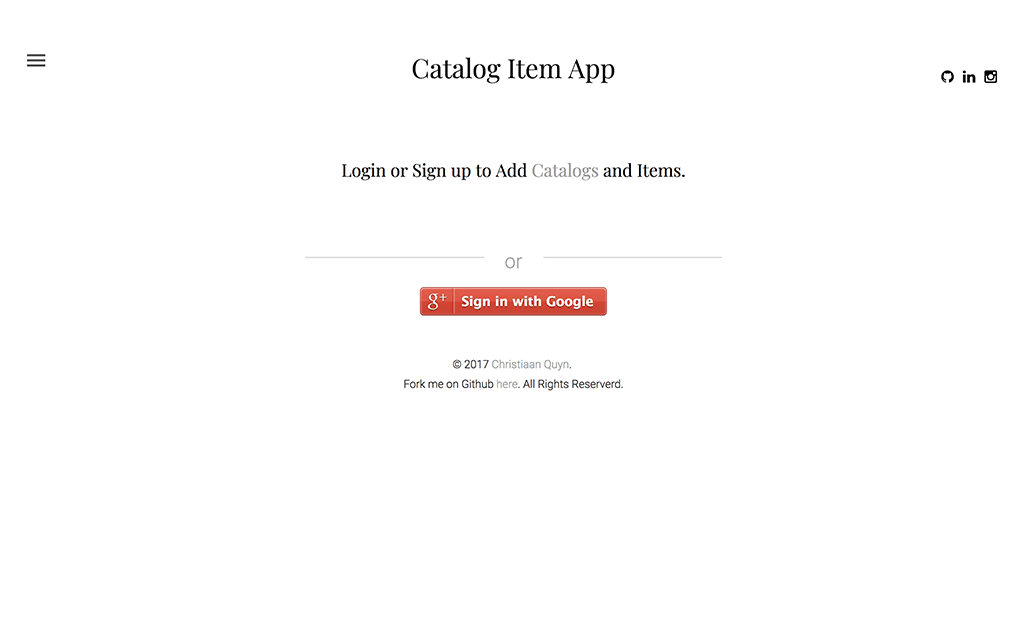 Catalog Item App
Login or Sign up to Add Catalogs and Items.
or
g+ Sign in with Google
© 2017 Christiaan Quyn.
Fork me on Github here. All Rights Reserverd.